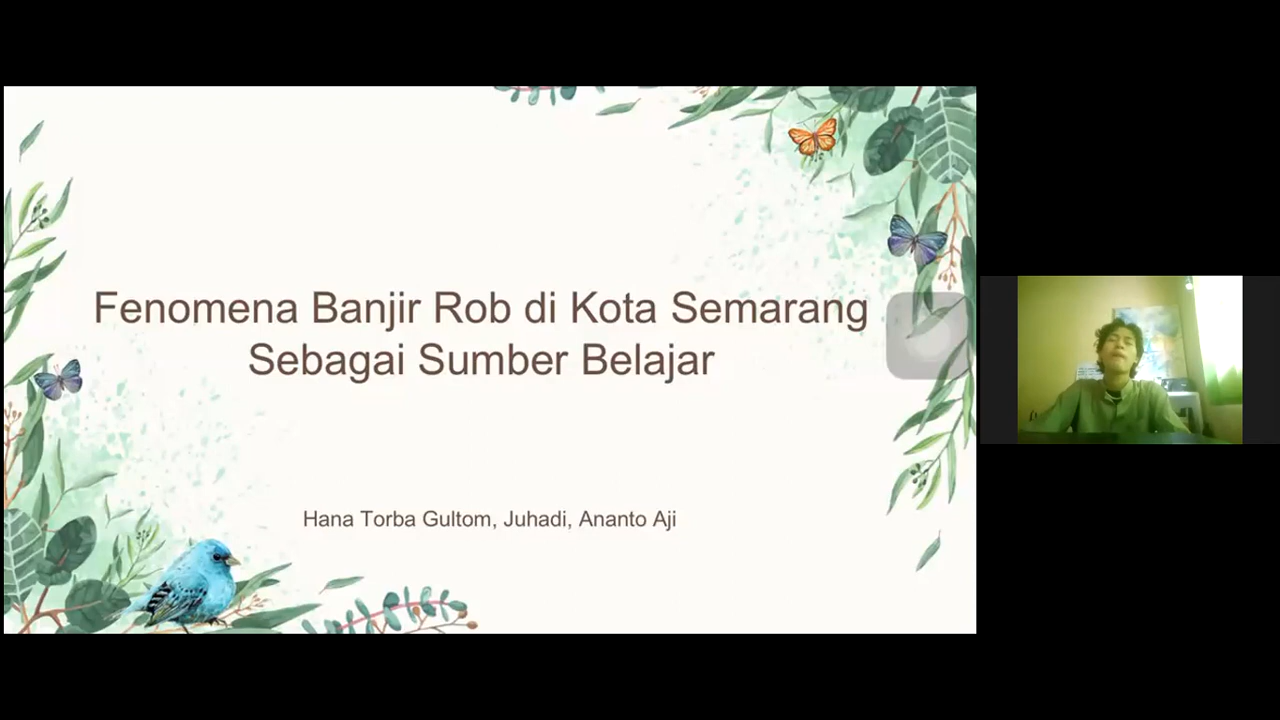 Fenomena Banjir Rob di Kota Semarang
Sebagai Sumber Belajar
Hana Torba Gultom, Juhadi, Ananto Aji